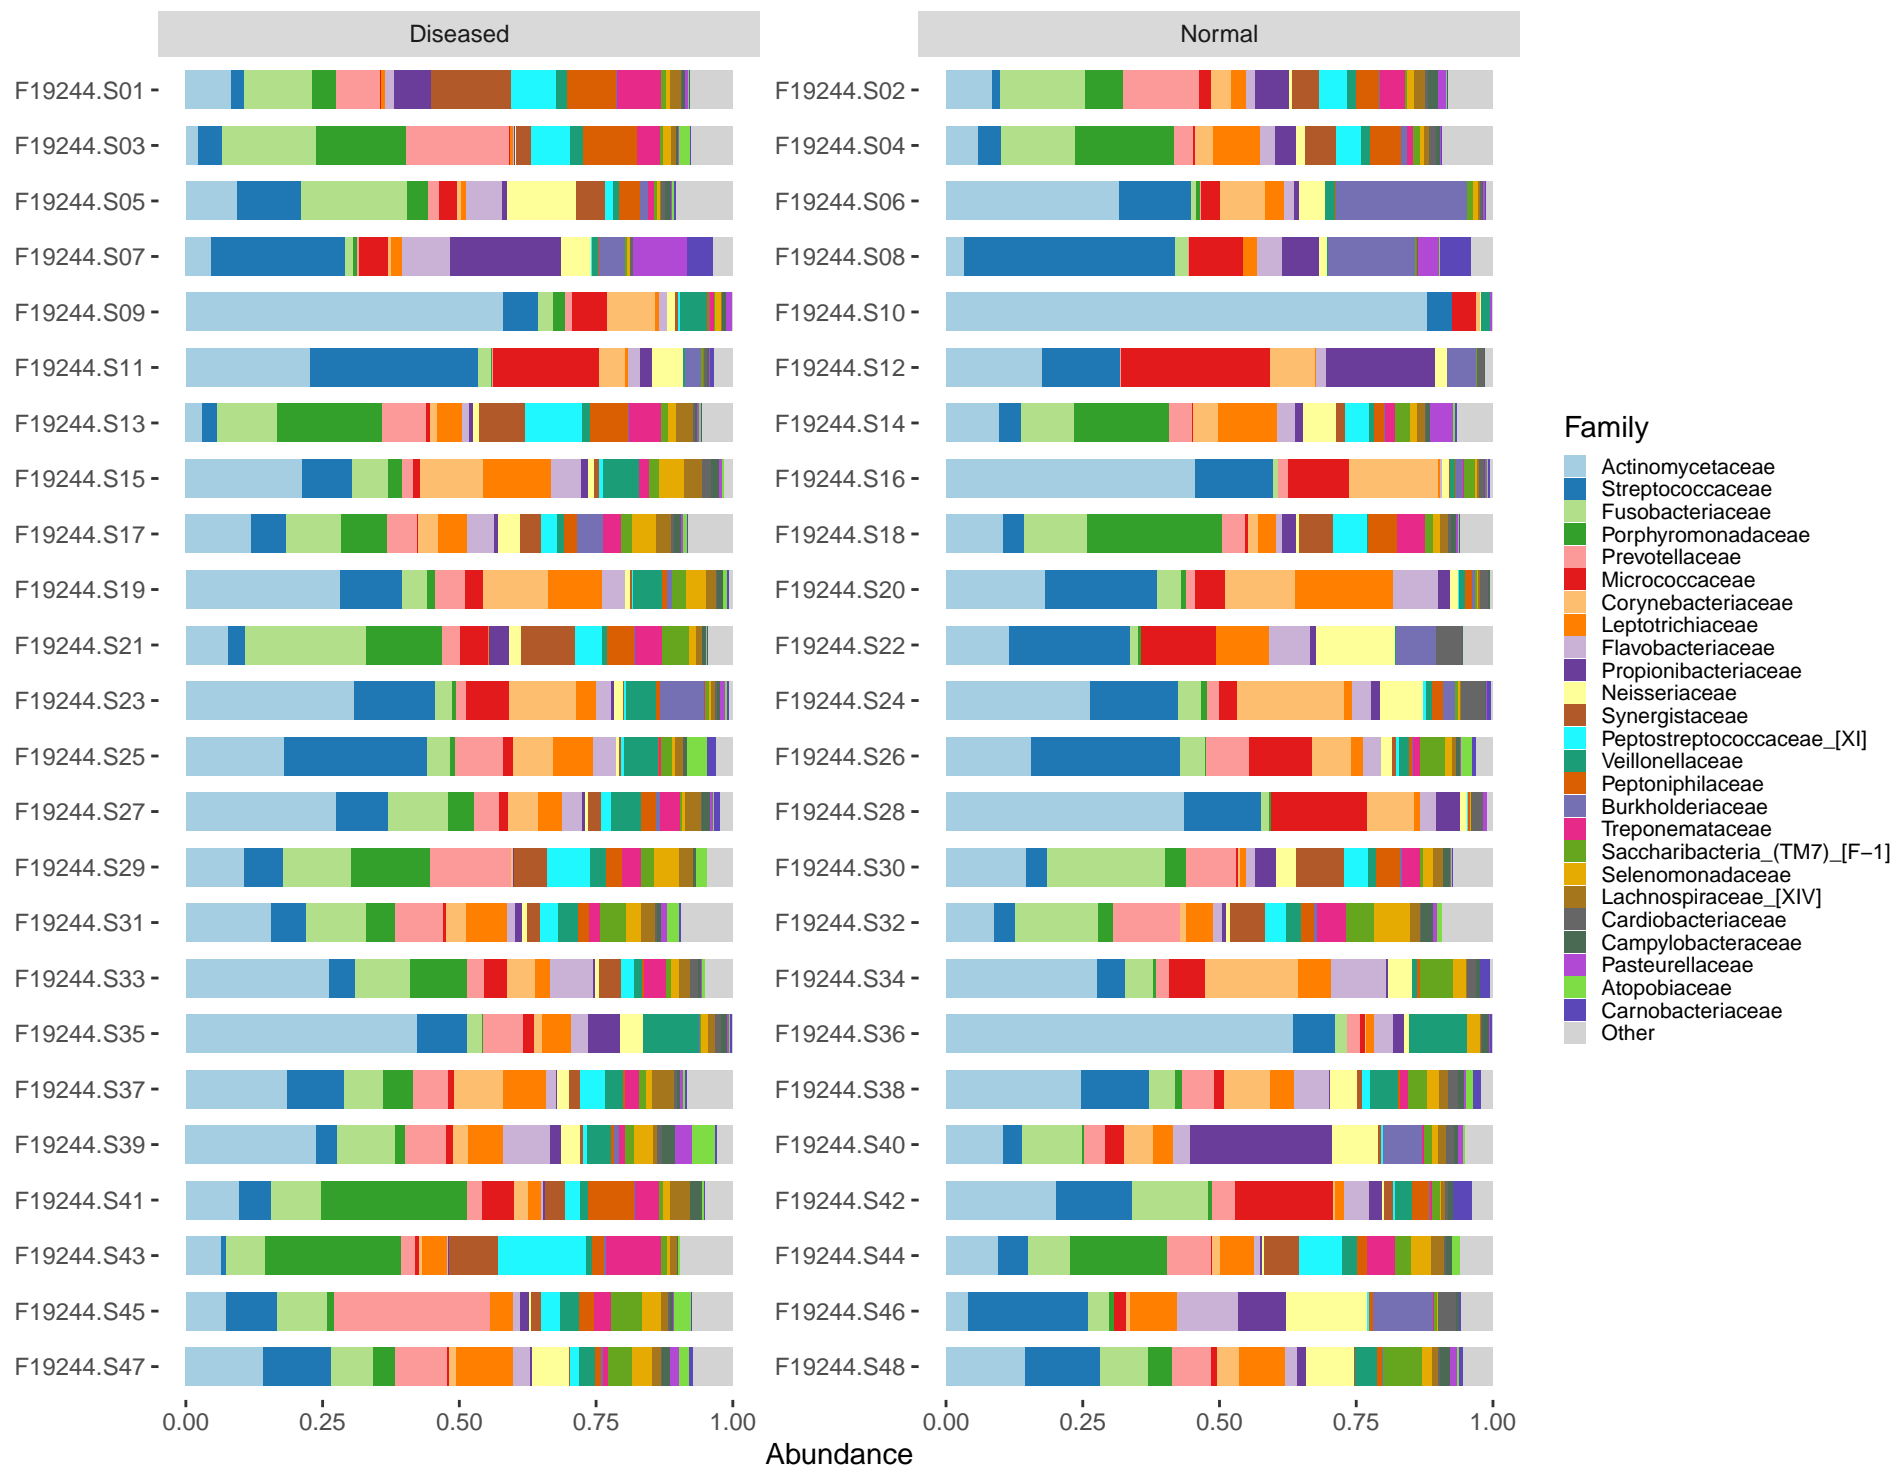 Diseased
Normal
F19244.S01
F19244.S02
F19244.S03
F19244.S04
F19244.S05
F19244.S06
F19244.S07
F19244.S08
F19244.S09
F19244.S10
F19244.S11
F19244.S12
F19244.S13
F19244.S14
F19244.S15
F19244.S16
F19244.S17
F19244.S18
F19244.S19
F19244.S20
F19244.S21
F19244.S22
F19244.S23
F19244.S24
F19244.S25
F19244.S26
F19244.S27
F19244.S28
F19244.S29
F19244.S30
F19244.S31
F19244.S32
F19244.S33
F19244.S34
F19244.S35
F19244.S36
F19244.S37
F19244.S38
F19244.S39
F19244.S40
F19244.S41
F19244.S42
F19244.S43
F19244.S44
F19244.S45
F19244.S46
F19244.S47
F19244.S48
0.00 0.25 0.50 0.75 1.00
0.00 0.25 0.50 0.75 1.00
Abundance
Family
Actinomycetaceae
Streptococcaceae
Fusobacteriaceae
Porphyromonadaceae
Prevotellaceae
Micrococcaceae
Corynebacteriaceae
Leptotrichiaceae
Flavobacteriaceae
Propionibacteriaceae
Neisseriaceae
Synergistaceae
Peptostreptococcaceae_[XI]
Veillonellaceae
Peptoniphilaceae
Burkholderiaceae
Treponemataceae
Saccharibacteria_(TM7)_[F−1]
Selenomonadaceae
Lachnospiraceae_[XIV]
Cardiobacteriaceae
Campylobacteraceae
Pasteurellaceae
Atopobiaceae
Carnobacteriaceae
Other